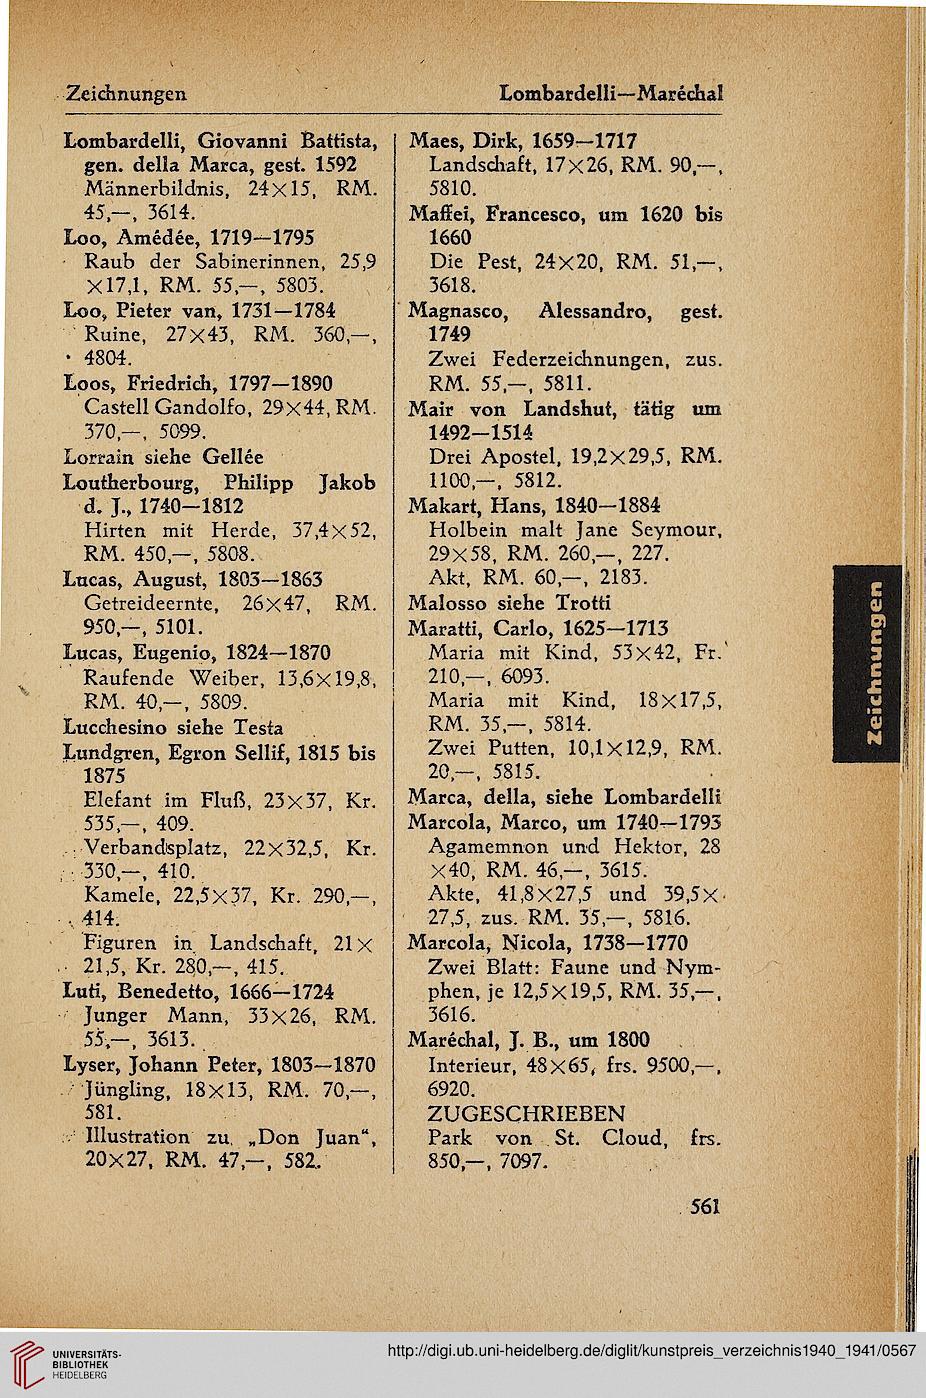 Zeichnungen Lombardelli—Maréchal
Lombardelli, Giovanni Battista,
gen. della Marca, gest. 1592
Männerbildnis, 24×15, RM.
45,—, 3614.
Loo, Amédée, 1719—1795
Raub der Sabinerinnen, 25,9
×17,1, RM. 55,—, 5803.
Loo, Pieter van, 1731—1784
Ruine, 27×43, RM. 360,—,
4804.
Loos, Friedrich, 1797—1890
Castell Gandolfo, 29×44, RM.
370,—, 5099.
Lorrain siehe Gellée
Loutherbourg, Philipp Jakob
d. J., 1740—1812
Hirten mit Herde, 37,4×52,
RM. 450,—, 5808.
Lucas, August, 1803—1863
Getreideernte, 26×47, RM.
950,—, 5101.
Lucas, Eugenio, 1824—1870
Raufende Weiber, 13,6×19,8,
RM. 40,—, 5809.
Lucchesino siehe Testa
Lundgren, Egron Sellif, 1815 bis
1875
Elefant im Fluß, 23×37, Kr.
535,—, 409.
Verbandsplatz, 22×32,5, Kr.
330,—, 410.
Kamele, 22,5×37, Kr. 290,—,
414.
Figuren in Landschaft, 21×
21,5, Kr. 280,—, 415.
Luti, Benedetto, 1666—1724
Junger Mann, 33×26, RM.
55,—, 3613.
Lyser, Johann Peter, 1803—1870
Jüngling, 18×13, RM. 70,—,
581.
Illustration zu „Don Juan“,
20×27, RM. 47,—, 582.
Maes, Dirk, 1659—1717
Landschaft, 17×26, RM. 90,—,
5810.
Maffei, Francesco, um 1620 bis
1660
Die Pest, 24×20, RM. 51,—,
3618.
Magnasco, Alessandro, gest.
1749
Zwei Federzeichnungen, zus.
RM. 55,—, 5811.
Mair von Landshut, tätig um
1492—1514
Drei Apostel, 19,2×29,5, RM.
1100,—, 5812.
Makart, Hans, 1840—1884
Holbein malt Jane Seymour,
29×58, RM. 260,—, 227.
Akt, RM. 60,—, 2183.
Malosso siehe Trotti
Maratti, Carlo, 1625—1713
Maria mit Kind, 53×42, Fr.
210,—, 6093.
Maria mit Kind, 18×17,5,
RM. 35,—, 5814.
Zwei Putten, 10,1×12,9, RM.
20,—, 5815.
Marca, della, siehe Lombardelli
Marcola, Marco, um 1740—1793
Agamemnon und Hektor, 28
×40, RM. 46,—, 3615.
Akte, 41,8×27,5 und 39,5×
27,5, zus. RM. 35,—, 5816.
Marcola, Nicola, 1738—1770
Zwei Blatt: Faune und Nym-
phen, je 12,5×19,5, RM. 35,—,
3616.
Maréchal, J. B., um 1800
Interieur, 48×65, frs. 9500,—,
6920.
ZUGESCHRIEBEN
Park von St. Cloud, frs.
850,—, 7097.
561
Zeichnungen
UNIVERSITÄTS-
BIBLIOTHEK
HEIDELBERG
http://digi.ub.uni-heidelberg.de/diglit/kunstpreis_verzeichnis1940_1941/0567